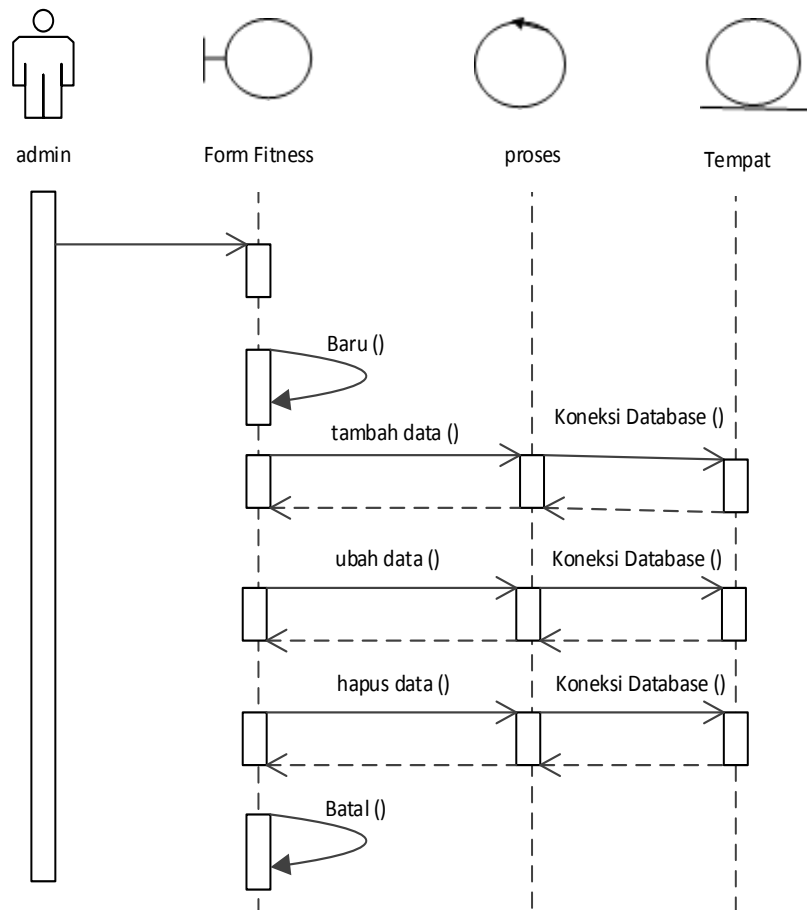 admin
Form Fitness
proses
Tempat
Baru ()
tambah data ()
Koneksi Database ()
ubah data ()
Koneksi Database ()
hapus data ()
Koneksi Database ()
Batal ()